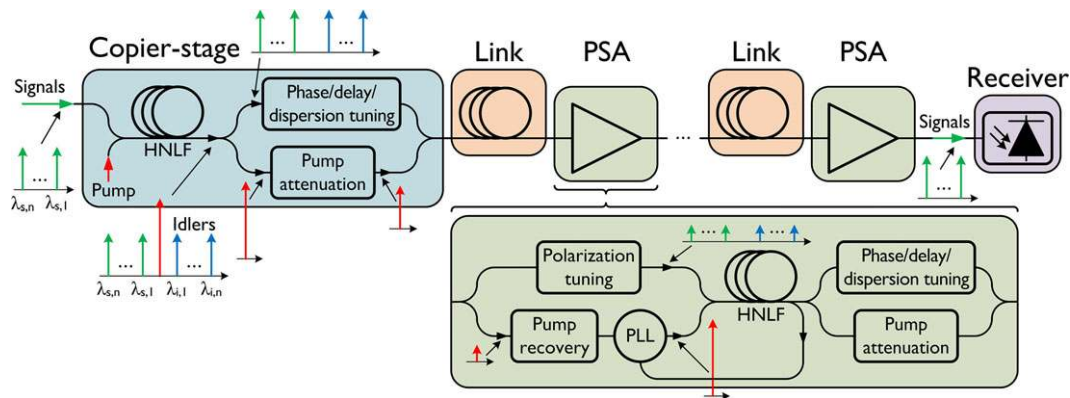 Copier-stage
Link
PSA
Link
PSA
Receiver
Signals
...
...
Phase/delay/
dispersion tuning
HNLF
Pump
Pump
attenuation
...
λs,n
λs,1
Idlers
...
...
λs,n
λs,1
λi,1
λi,n
...
Signals
...
Polarization
tuning
...
...
Phase/delay/
dispersion tuning
HNLF
Pump
recovery
PLL
Pump
attenuation